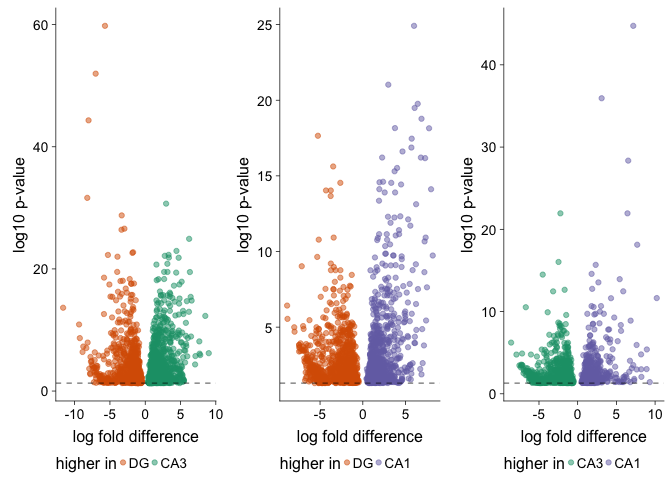 60
40
20
0
log10 p-value
-10
-5
0
5
10
log fold difference
higher in DG CA3
25
20
15
10
5
log10 p-value
-5
0
5
log fold difference
higher in DG CA1
40
30
20
10
0
log10 p-value
-5
0
5
10
log fold difference
higher in CA3 CA1